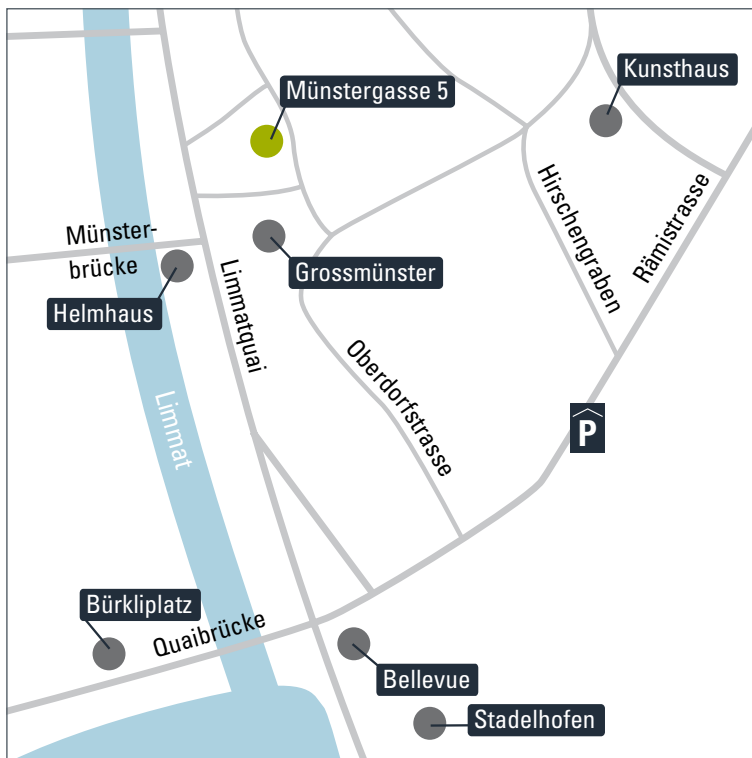 Kunsthaus
Münstergasse 5
Hirschengraben
Rämistrasse
Münster-
brücke
Grossmünster
Helmhaus
Limmatquai
Oberdorfstrasse
Limmat
P
Bürkliplatz
Quaibrücke
Bellevue
Stadelhofen